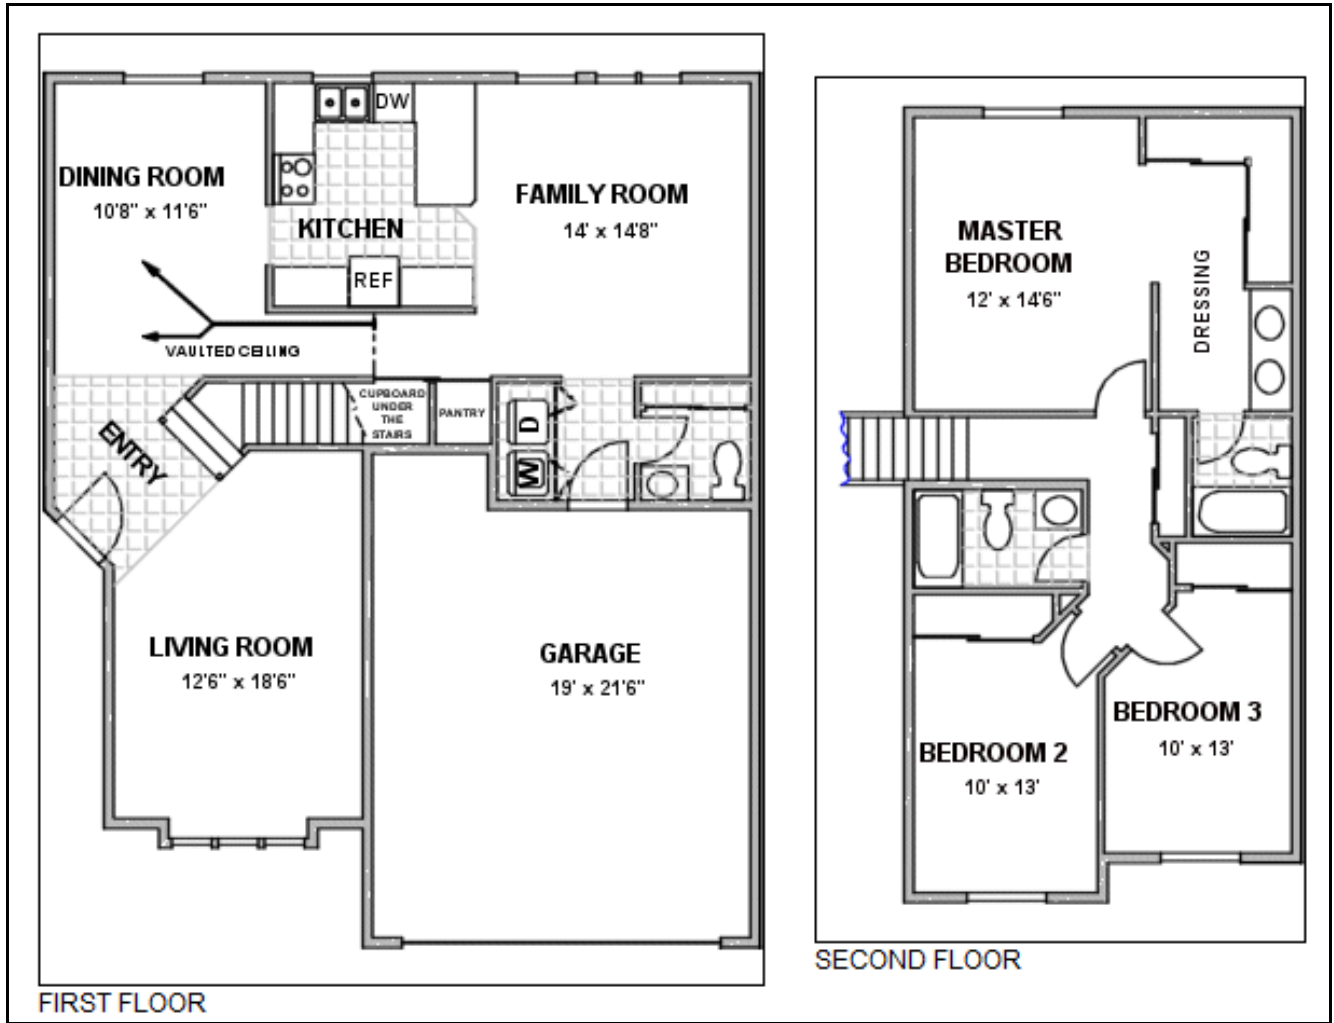 DINING ROOM
10'8" x 11'6"
DW
KITCHEN
REF
FAMILY ROOM
14' x 14'8"
VAULTED CEILING
ENTRY
CUPBOARD
UNDER
THE
STAIRS
PANTRY
D
W
LIVING ROOM
12'6" x 18'6"
GARAGE
19' x 21'6"
FIRST FLOOR
MASTER
BEDROOM
12' x 14'6"
DRESSING
BEDROOM 2
10' x 13'
BEDROOM 3
10' x 13'
SECOND FLOOR